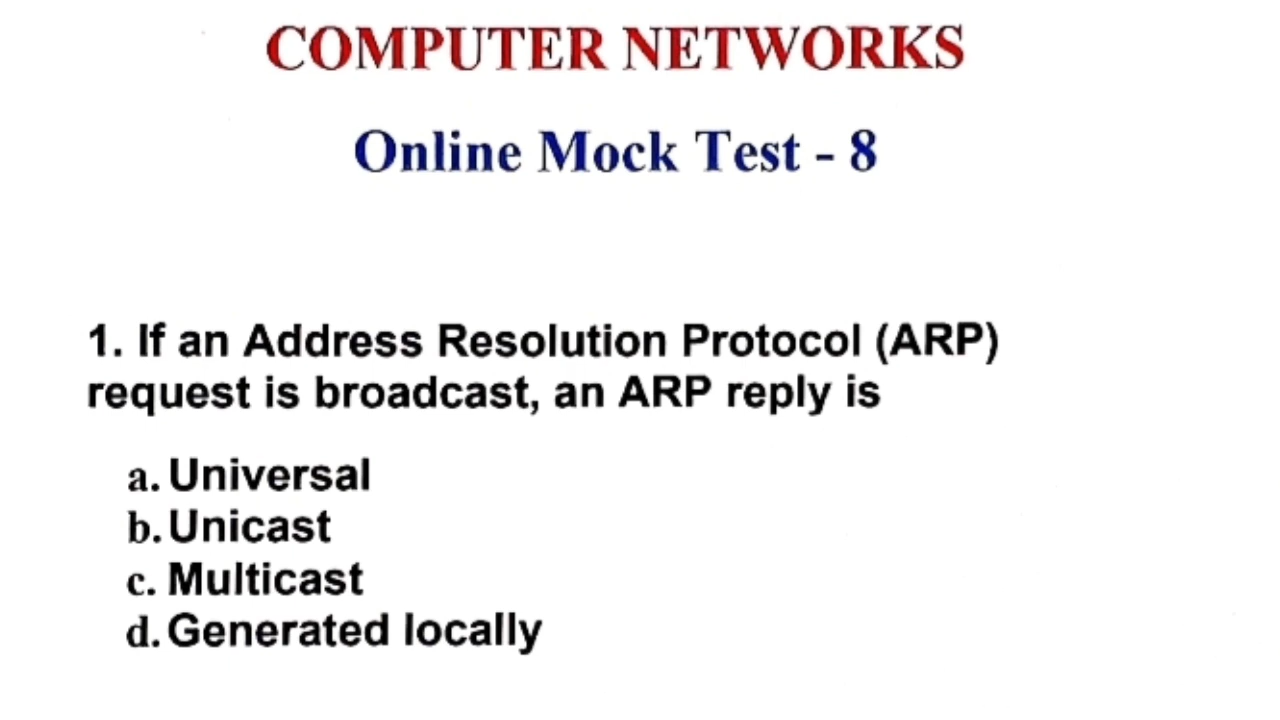 COMPUTER NETWORKS
Online Mock Test - 8
1. If an Address Resolution Protocol (ARP)
request is broadcast, an ARP reply is
a. Universal
b. Unicast
c. Multicast
d. Generated locally